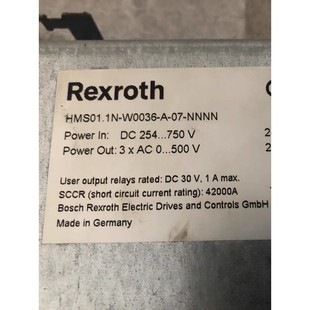 Rexroth
HMS01.1N-W0036-A-07-NNNN
Power In: DC 254...750 V
Power Out: 3 x AC 0...500 V
User output relays rated: DC 30 V, 1 A max.
SCCR (short circuit current rating): 42000A
Bosch Rexroth Electric Drives and Controls GmbH
Made in Germany